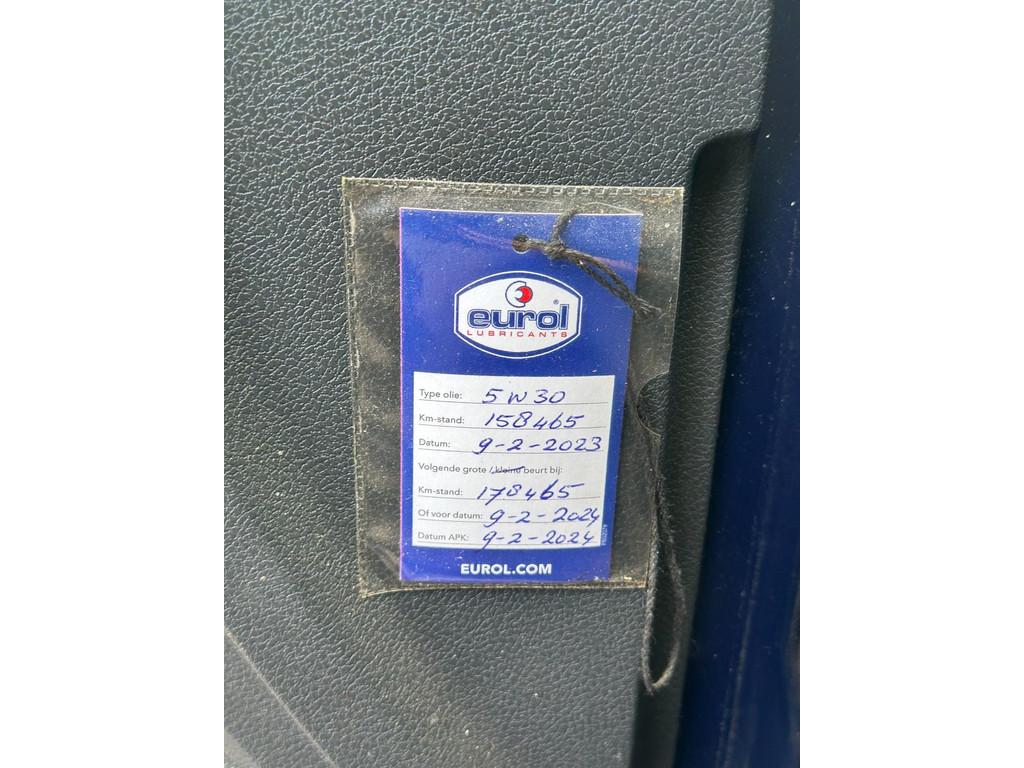 eurol®
LUBRICANTS
Type olie: 5W30
Km-stand: 158465
Datum: 9-2-2023
Volgende grote / kleine beurt bij:
Km-stand: 178465
Of voor datum: 9-2-2024
Datum APK: 9-2-2024
EUROL.COM